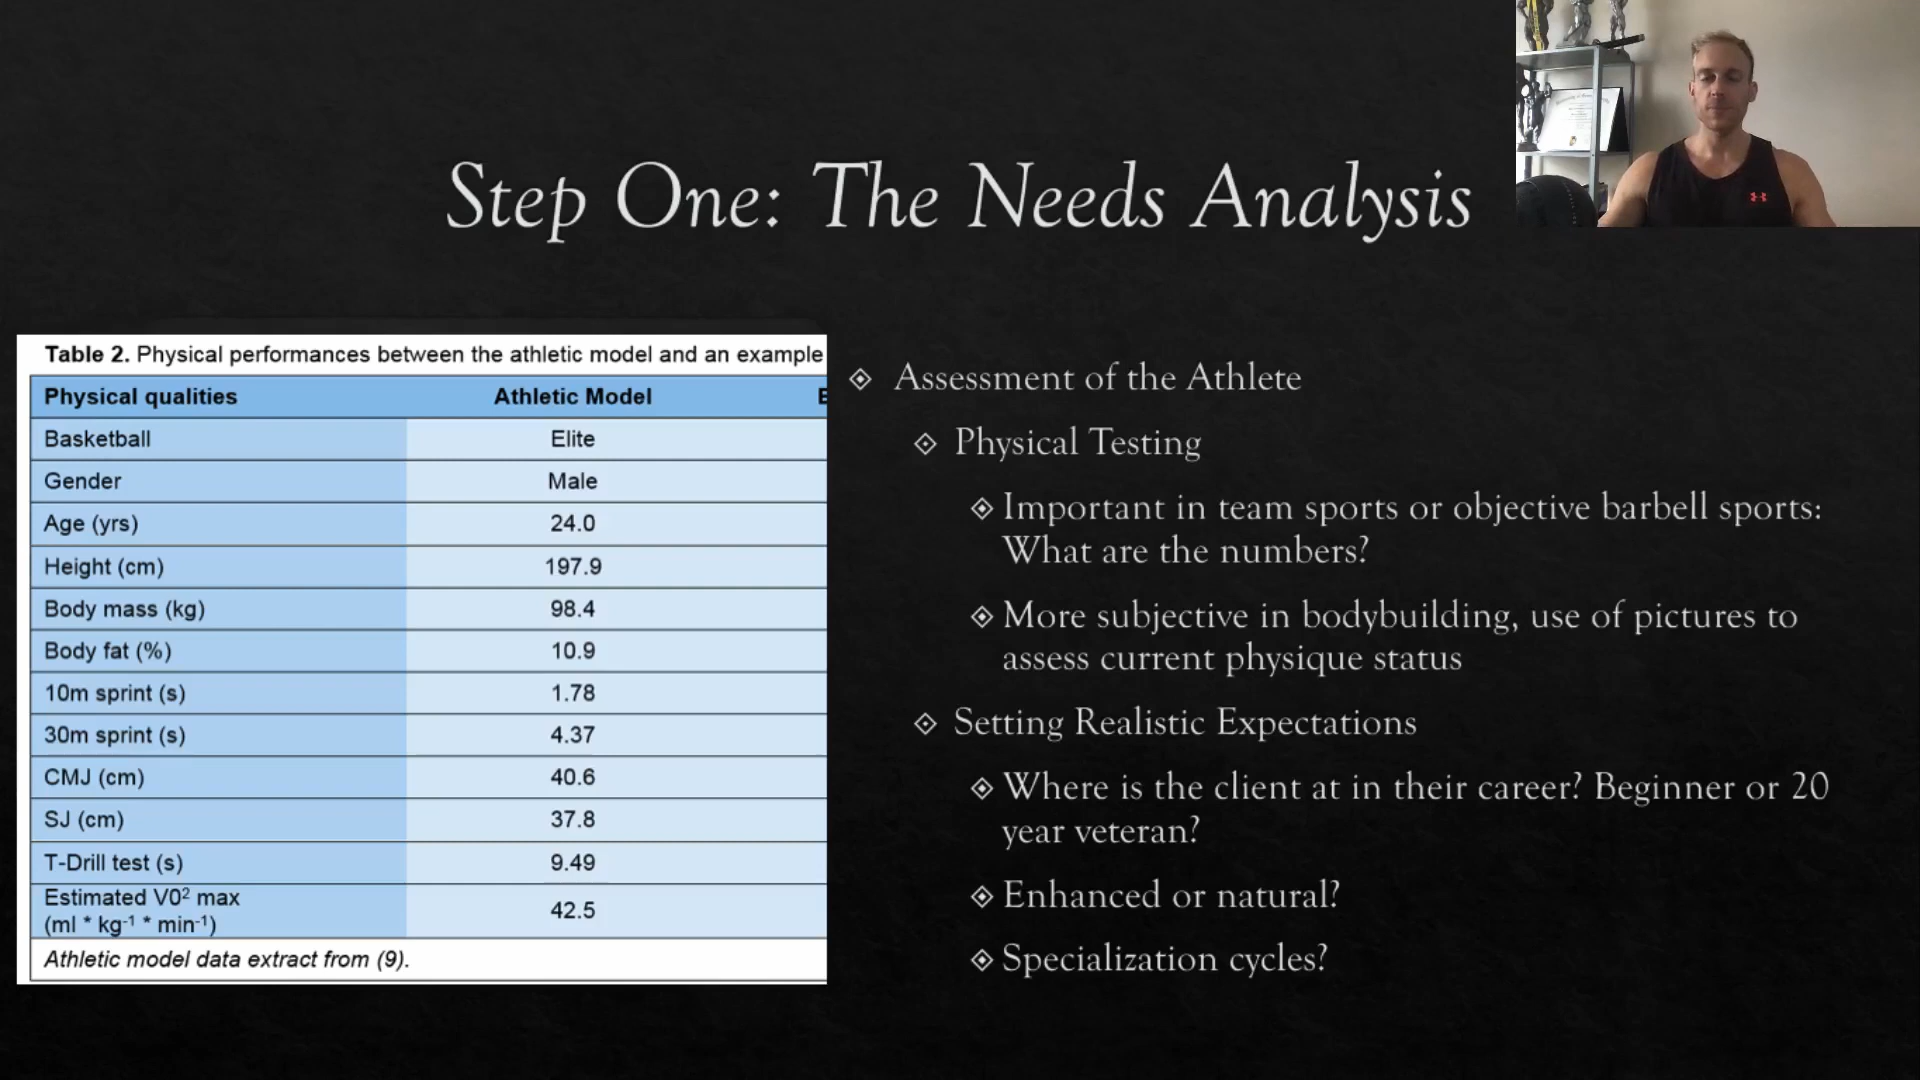 Step One: The Needs Analysis
Table 2. Physical performances between the athletic model and an example
Physical qualities Athletic Model E
Basketball Elite
Gender Male
Age (yrs) 24.0
Height (cm) 197.9
Body mass (kg) 98.4
Body fat (%) 10.9
10m sprint (s) 1.78
30m sprint (s) 4.37
CMJ (cm) 40.6
SJ (cm) 37.8
T-Drill test (s) 9.49
Estimated V0² max
(ml * kg⁻¹ * min⁻¹) 42.5
Athletic model data extract from (9).
Assessment of the Athlete
Physical Testing
Important in team sports or objective barbell sports:
What are the numbers?
More subjective in bodybuilding, use of pictures to
assess current physique status
Setting Realistic Expectations
Where is the client at in their career? Beginner or 20
year veteran?
Enhanced or natural?
Specialization cycles?